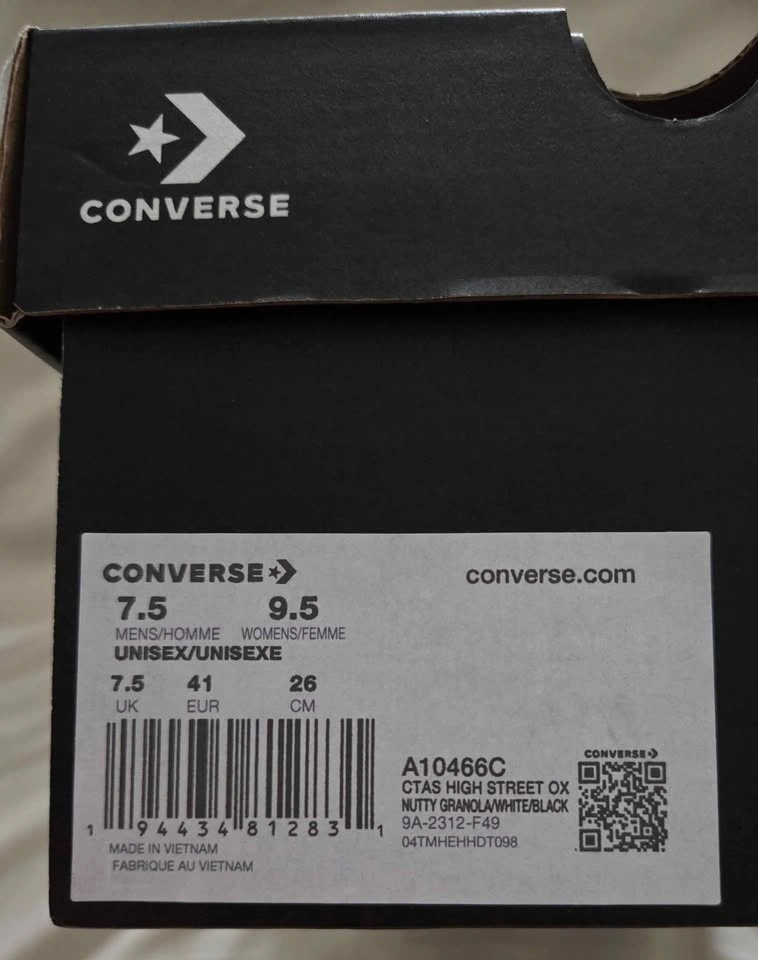 CONVERSE
CONVERSE
converse.com
7.5 9.5
MENS/HOMME WOMENS/FEMME
UNISEX/UNISEXE
7.5 41 26
UK EUR CM
1 94434 81283 1
MADE IN VIETNAM
FABRIQUE AU VIETNAM
A10466C
CTAS HIGH STREET OX
NUTTY GRANOLA/WHITE/BLACK
9A-2312-F49
04TMHEHHDT098
CONVERSE